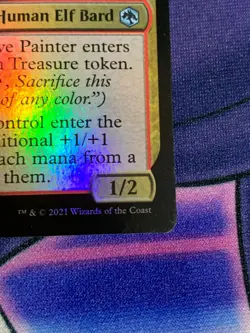 Human Elf Bard
ve Painter enters
Treasure token.
, Sacrifice this
of any color.")
ontrol enter the
ditional +1/+1
ach mana from a
them.
1/2
™ & © 2021 Wizards of the Coast